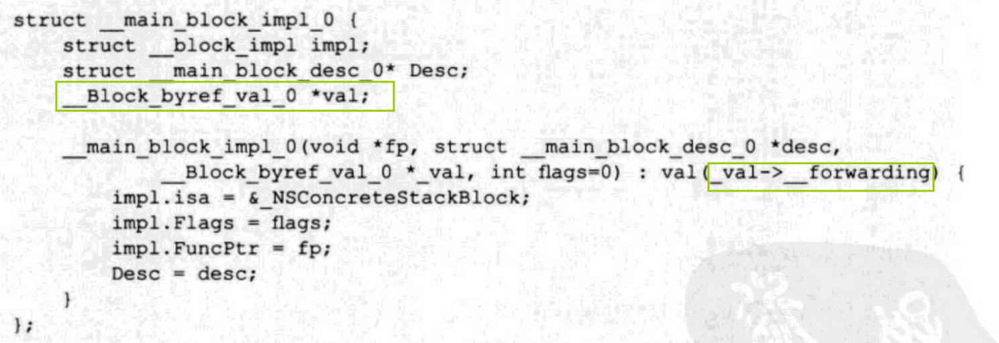 struct __main_block_impl_0 {
    struct __block_impl impl;
    struct __main_block_desc_0* Desc;
    __Block_byref_val_0 *val;
    __main_block_impl_0(void *fp, struct __main_block_desc_0 *desc,
            __Block_byref_val_0 *_val, int flags=0) : val(_val->__forwarding) {
        impl.isa = &_NSConcreteStackBlock;
        impl.Flags = flags;
        impl.FuncPtr = fp;
        Desc = desc;
    }
};